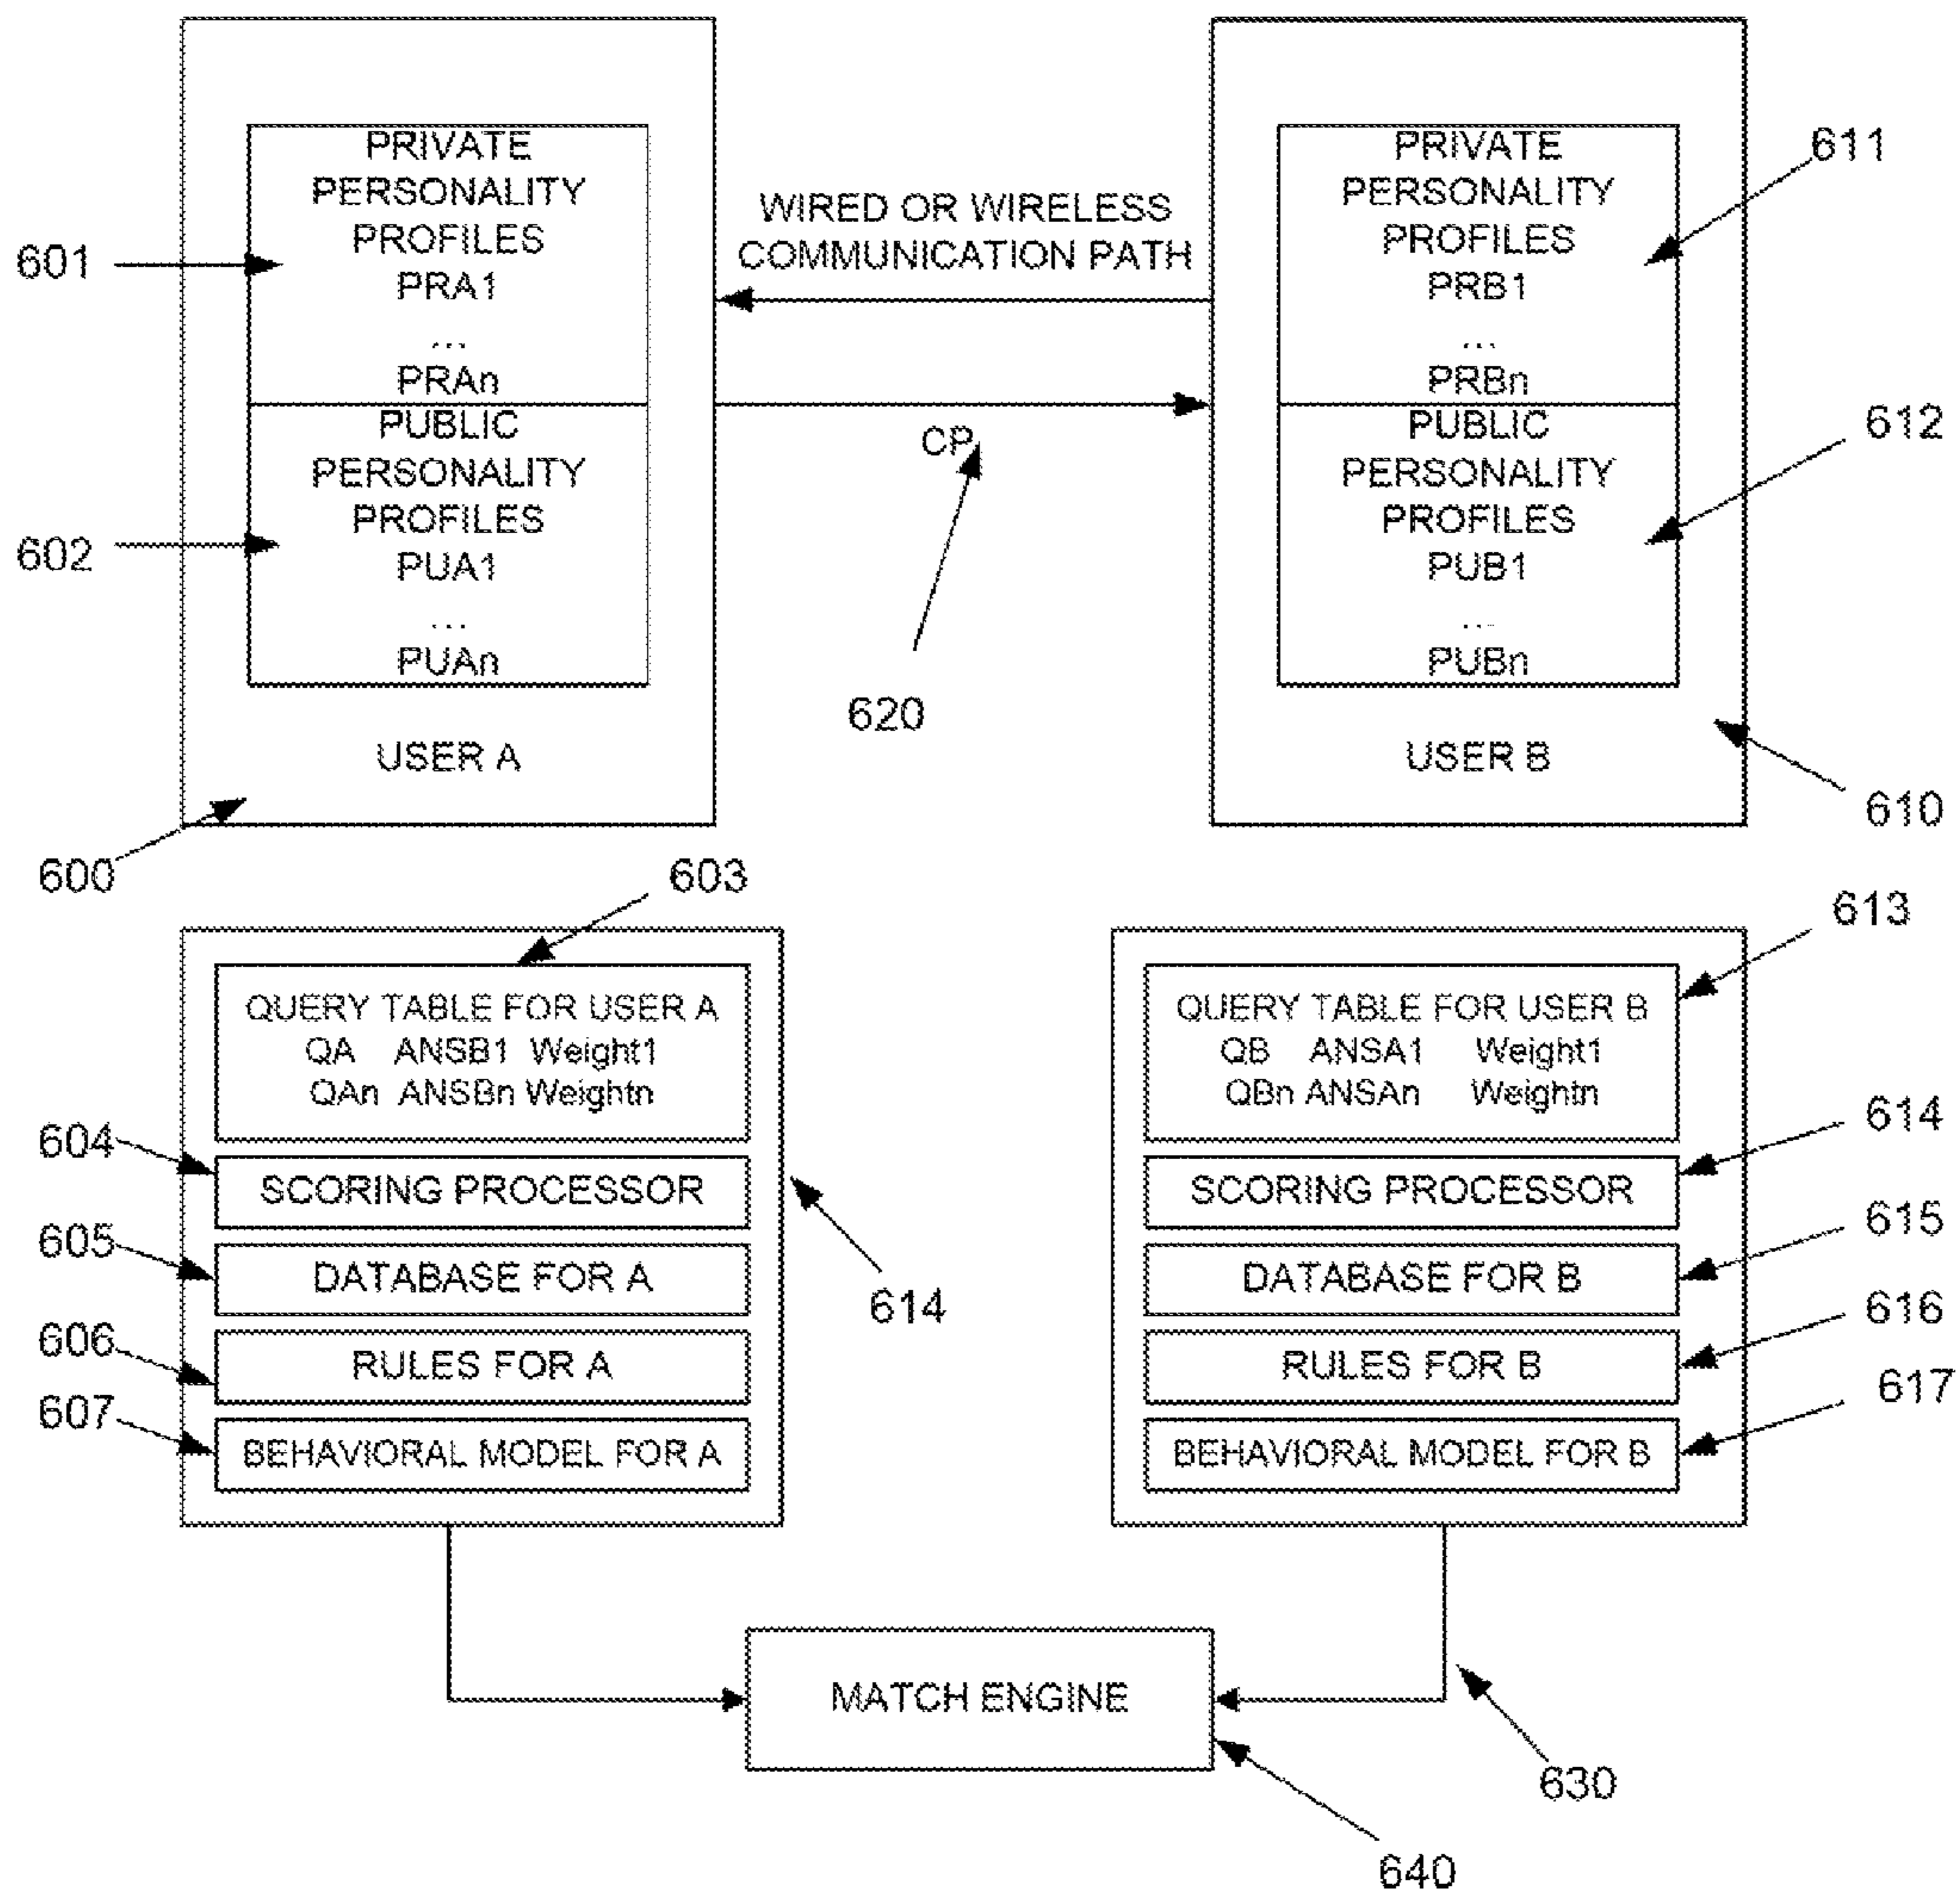 PRIVATE
PERSONALITY
PROFILES
PRA1
...
PRAn
PUBLIC
PERSONALITY
PROFILES
PUA1
...
PUAn
USER A
601
602
600
WIRED OR WIRELESS
COMMUNICATION PATH
CP
620
PRIVATE
PERSONALITY
PROFILES
PRB1
...
PRBn
PUBLIC
PERSONALITY
PROFILES
PUB1
...
PUBn
USER B
611
612
610
603
QUERY TABLE FOR USER A
QA ANSB1 Weight1
QAn ANSBn Weightn
604
SCORING PROCESSOR
605
DATABASE FOR A
606
RULES FOR A
607
BEHAVIORAL MODEL FOR A
614
613
QUERY TABLE FOR USER B
QB ANSA1 Weight1
QBn ANSAn Weightn
SCORING PROCESSOR
614
DATABASE FOR B
615
RULES FOR B
616
BEHAVIORAL MODEL FOR B
617
MATCH ENGINE
630
640